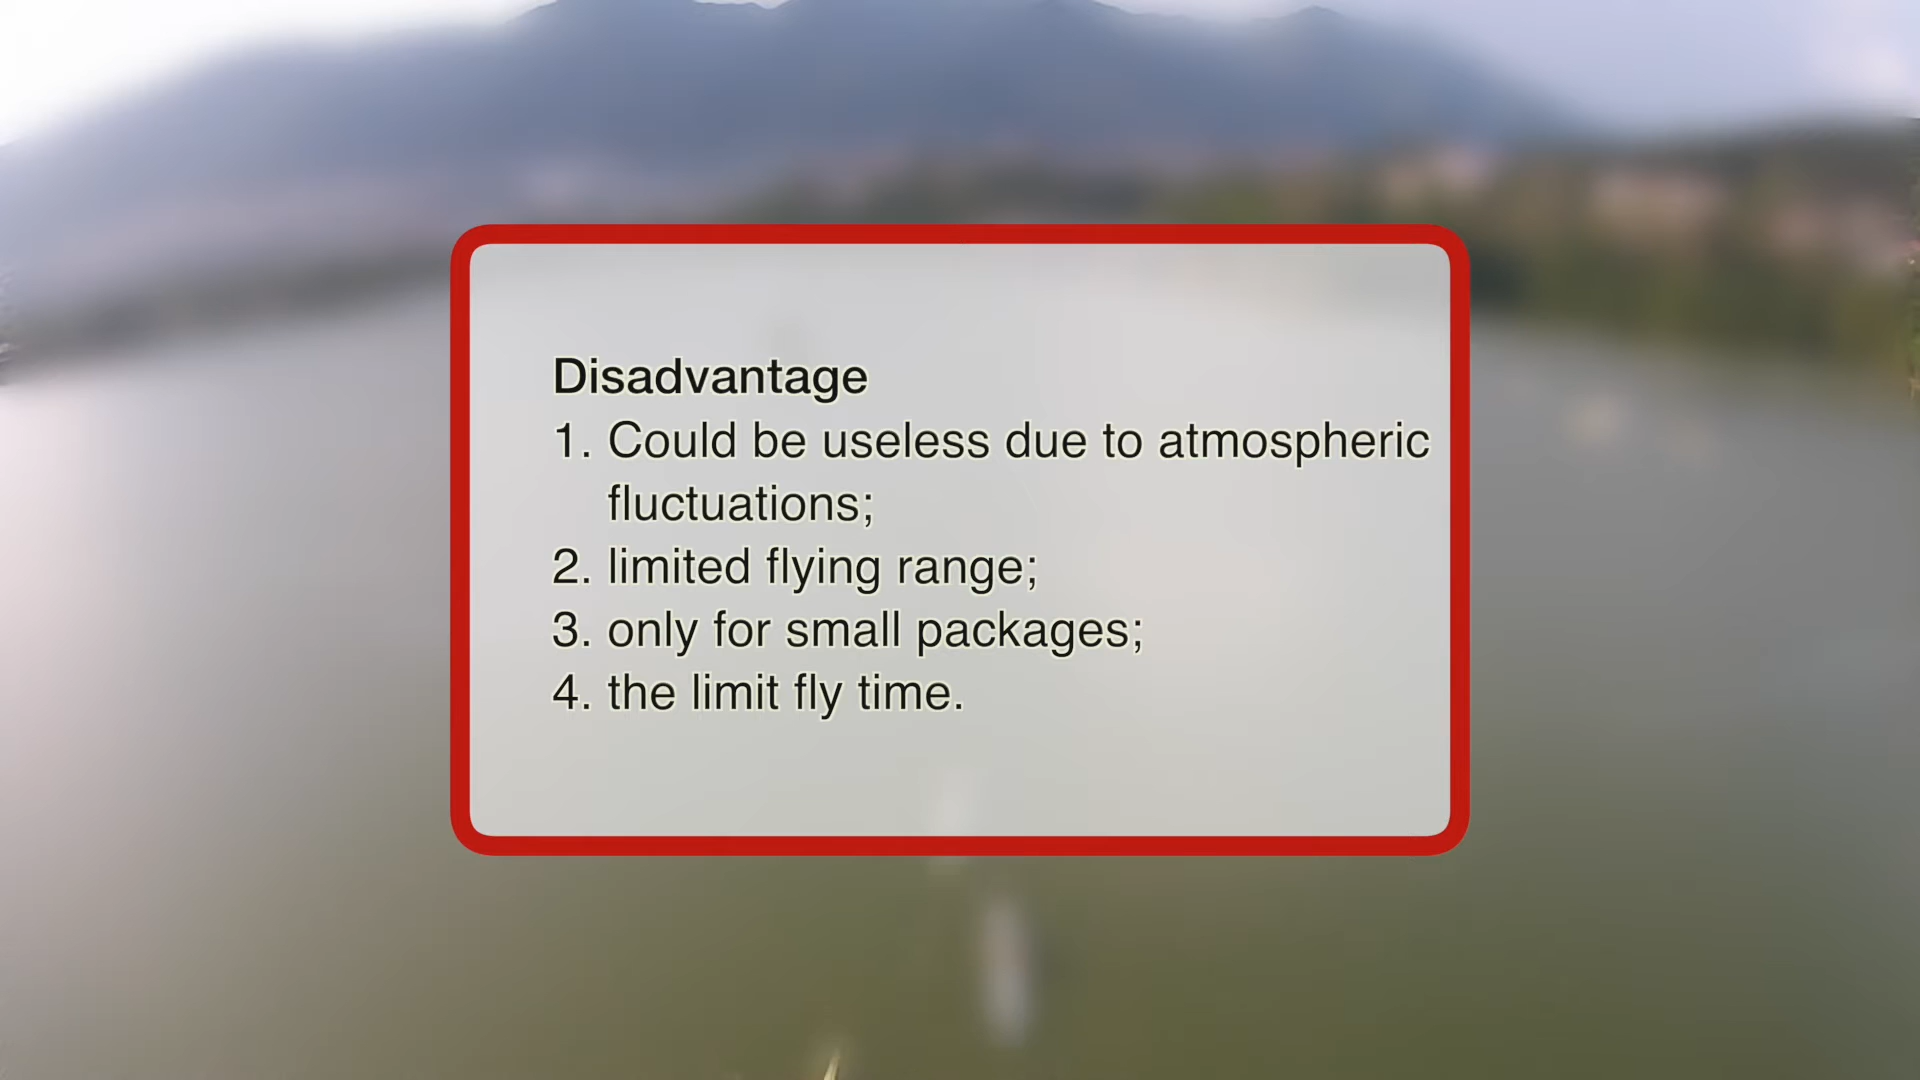 Disadvantage
1. Could be useless due to atmospheric
fluctuations;
2. limited flying range;
3. only for small packages;
4. the limit fly time.